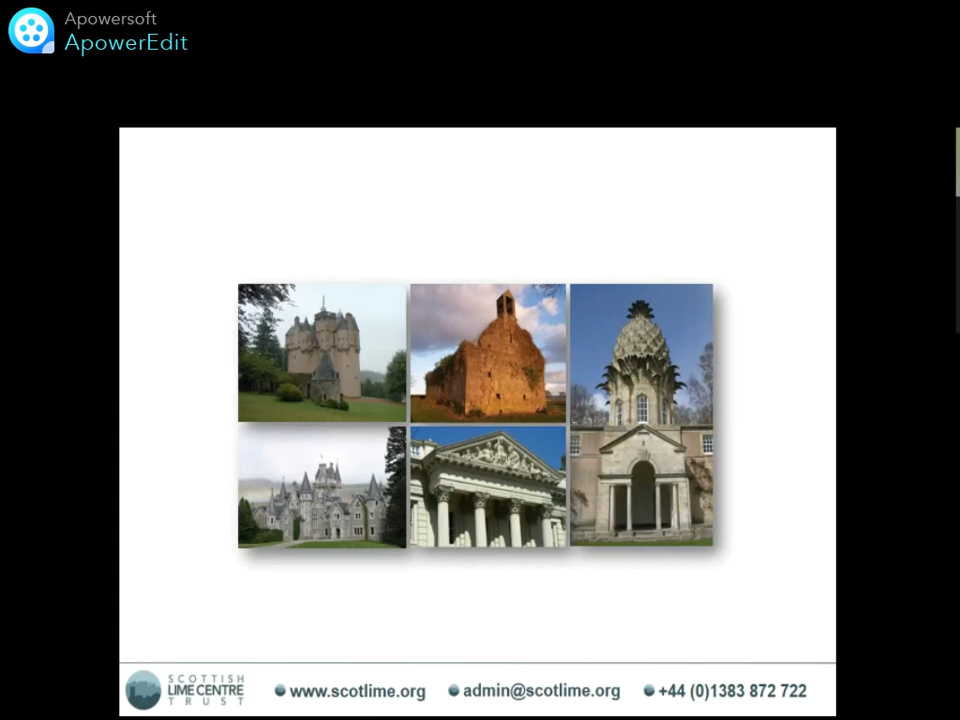 Apowersoft
ApowerEdit
SCOTTISH
LIME CENTRE
TRUST
www.scotlime.org
admin@scotlime.org
+44 (0)1383 872 722